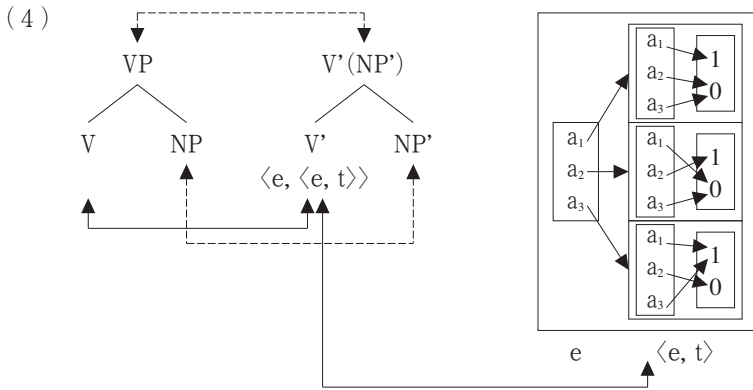 (4)
VP V'(NP')
V NP V' NP'
⟨e, ⟨e, t⟩⟩
a₁
a₂
a₃
a₁
a₂
a₃
1
0
a₁
a₂
a₃
1
0
a₁
a₂
a₃
1
0
e ⟨e, t⟩